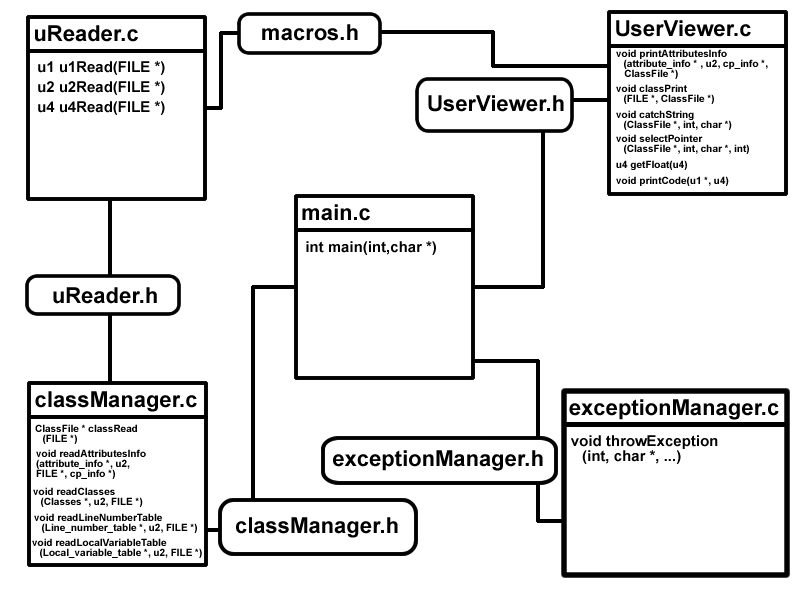 uReader.c
u1 u1Read(FILE *)
u2 u2Read(FILE *)
u4 u4Read(FILE *)
macros.h
UserViewer.c
void printAttributesInfo
(attribute_info * , u2, cp_info *,
ClassFile *)
void classPrint
(FILE *, ClassFile *)
void catchString
(ClassFile *, int, char *)
void selectPointer
(ClassFile *, int, char *, int)
u4 getFloat(u4)
void printCode(u1 *, u4)
UserViewer.h
main.c
int main(int,char *)
uReader.h
classManager.c
ClassFile * classRead
(FILE *)
void readAttributesInfo
(attribute_info *, u2,
FILE *, cp_info *)
void readClasses
(Classes *, u2, FILE *)
void readLineNumberTable
(Line_number_table *, u2, FILE *)
void readLocalVariableTable
(Local_variable_table *, u2, FILE *)
classManager.h
exceptionManager.h
exceptionManager.c
void throwException
(int, char *, ...)